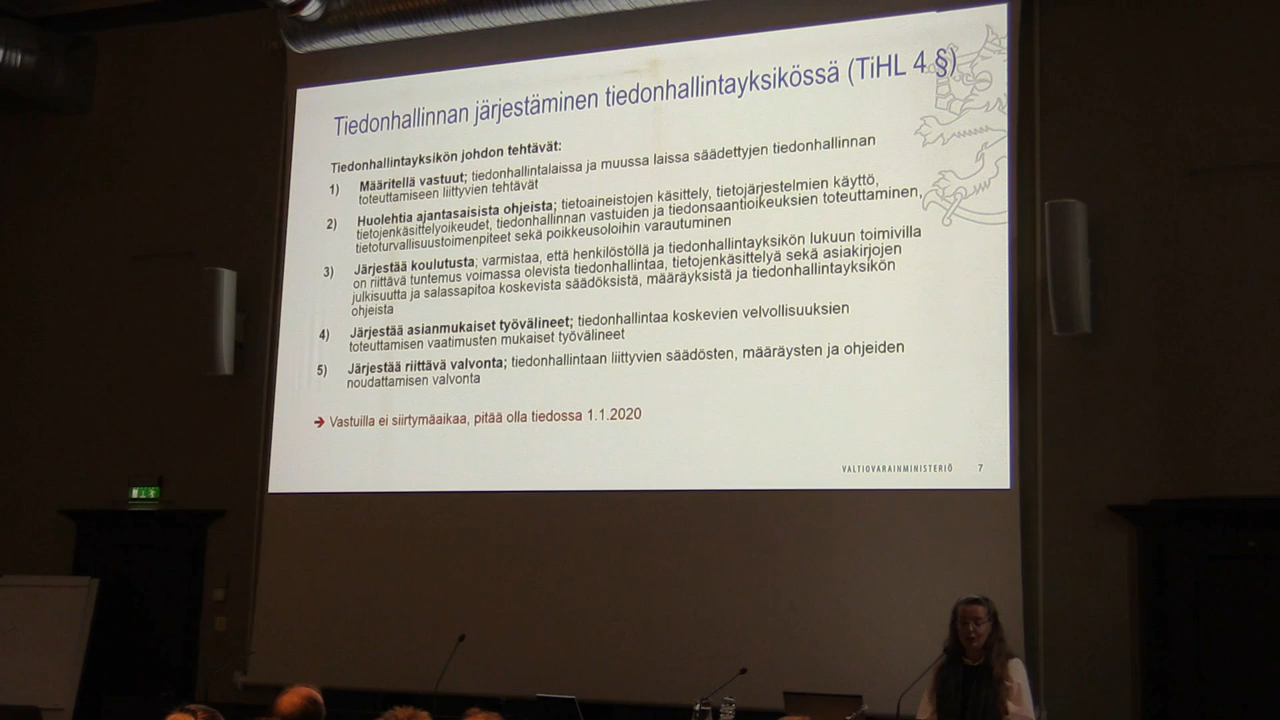 Tiedonhallinnan järjestäminen tiedonhallintayksikössä (TiHL 4 §)
Tiedonhallintayksikön johdon tehtävät:
1) Määritellä vastuut; tiedonhallintalaissa ja muussa laissa säädettyjen tiedonhallinnan
toteuttamiseen liittyvien tehtävät
2) Huolehtia ajantasaisista ohjeista; tietoaineistojen käsittely, tietojärjestelmien käyttö,
tietojenkäsittelyoikeudet, tiedonhallinnan vastuiden ja tiedonsaantioikeuksien toteuttaminen,
tietoturvallisuustoimenpiteet sekä poikkeusoloihin varautuminen
3) Järjestää koulutusta; varmistaa, että henkilöstöllä ja tiedonhallintayksikön lukuun toimivilla
on riittävä tuntemus voimassa olevista tiedonhallintaa, tietojenkäsittelyä sekä asiakirjojen
julkisuutta ja salassapitoa koskevista säädöksistä, määräyksistä ja tiedonhallintayksikön
ohjeista
4) Järjestää asianmukaiset työvälineet; tiedonhallintaa koskevien velvollisuuksien
toteuttamisen vaatimusten mukaiset työvälineet
5) Järjestää riittävä valvonta; tiedonhallintaan liittyvien säädösten, määräysten ja ohjeiden
noudattamisen valvonta
➔ Vastuilla ei siirtymäaikaa, pitää olla tiedossa 1.1.2020
VALTIOVARAINMINISTERIÖ 7